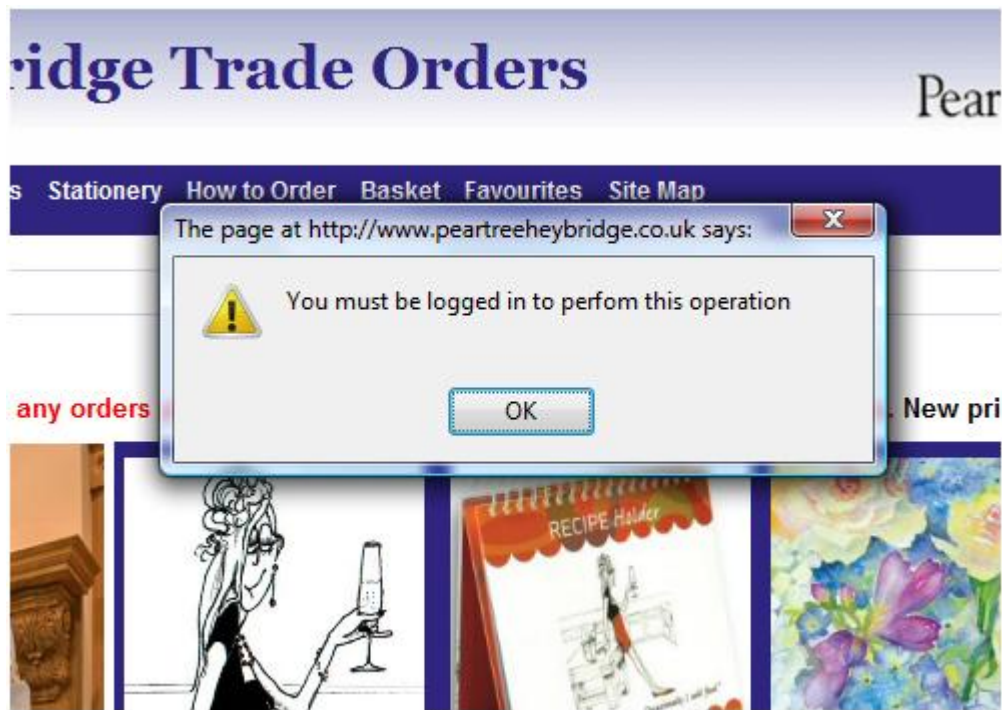 ridge Trade Orders
Pear
s Stationery How to Order Basket Favourites Site Map
The page at http://www.peartreeheybridge.co.uk says:
You must be logged in to perfom this operation
OK
any orders . New pri
RECIPE Holder